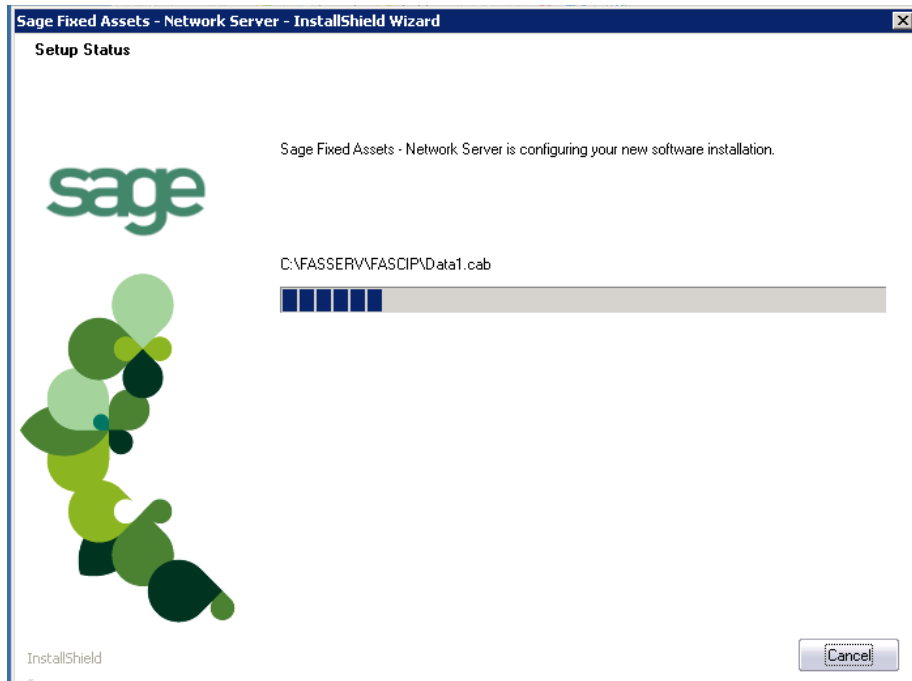 Sage Fixed Assets - Network Server - InstallShield Wizard
Setup Status
Sage Fixed Assets - Network Server is configuring your new software installation.
sage
C:\FASSERV\FASCIP\Data1.cab
InstallShield
Cancel